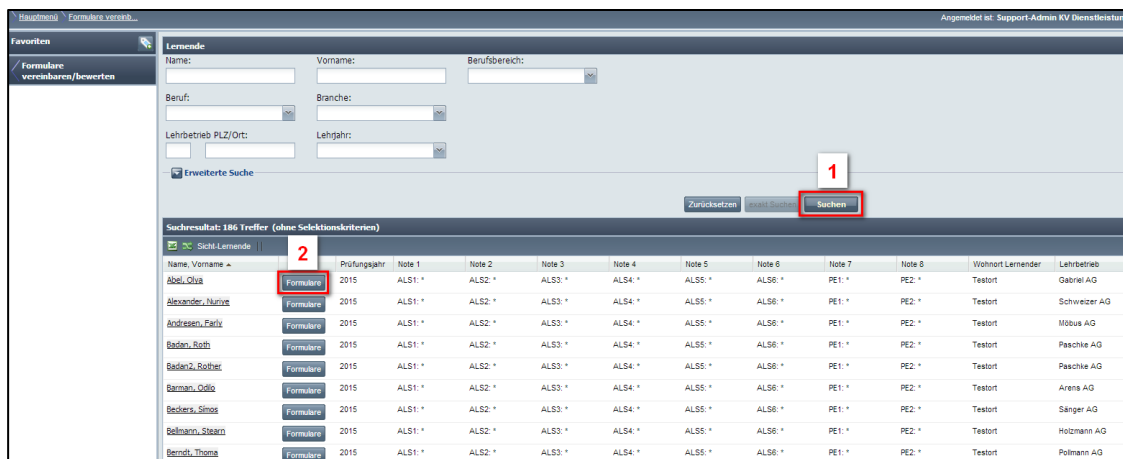 Hauptmenü Formulare vereinb... Angemeldet ist: Support-Admin KV Dienstleistun
Favoriten
Formulare
vereinbaren/bewerten
Lernende
Name: Vorname: Berufsbereich:
Beruf: Branche:
Lehrbetrieb PLZ/Ort: Lehrjahr:
Erweiterte Suche
1
Zurücksetzen exakt Suchen Suchen
Suchresultat: 186 Treffer (ohne Selektionskriterien)
Sicht-Lernende
2
Name, Vorname Prüfungsjahr Note 1 Note 2 Note 3 Note 4 Note 5 Note 6 Note 7 Note 8 Wohnort Lernender Lehrbetrieb
Abel, Olva Formulare 2015 ALS1: * ALS2: * ALS3: * ALS4: * ALS5: * ALS6: * PE1: * PE2: * Testort Gabriel AG
Alexander, Nuriye Formulare 2015 ALS1: * ALS2: * ALS3: * ALS4: * ALS5: * ALS6: * PE1: * PE2: * Testort Schweizer AG
Andresen, Farly Formulare 2015 ALS1: * ALS2: * ALS3: * ALS4: * ALS5: * ALS6: * PE1: * PE2: * Testort Möbus AG
Badan, Roth Formulare 2015 ALS1: * ALS2: * ALS3: * ALS4: * ALS5: * ALS6: * PE1: * PE2: * Testort Paschke AG
Badan2, Rother Formulare 2015 ALS1: * ALS2: * ALS3: * ALS4: * ALS5: * ALS6: * PE1: * PE2: * Testort Paschke AG
Barman, Odilo Formulare 2015 ALS1: * ALS2: * ALS3: * ALS4: * ALS5: * ALS6: * PE1: * PE2: * Testort Arens AG
Beckers, Simos Formulare 2015 ALS1: * ALS2: * ALS3: * ALS4: * ALS5: * ALS6: * PE1: * PE2: * Testort Sänger AG
Bellmann, Stearn Formulare 2015 ALS1: * ALS2: * ALS3: * ALS4: * ALS5: * ALS6: * PE1: * PE2: * Testort Holzmann AG
Berndt, Thoma Formulare 2015 ALS1: * ALS2: * ALS3: * ALS4: * ALS5: * ALS6: * PE1: * PE2: * Testort Pollmann AG